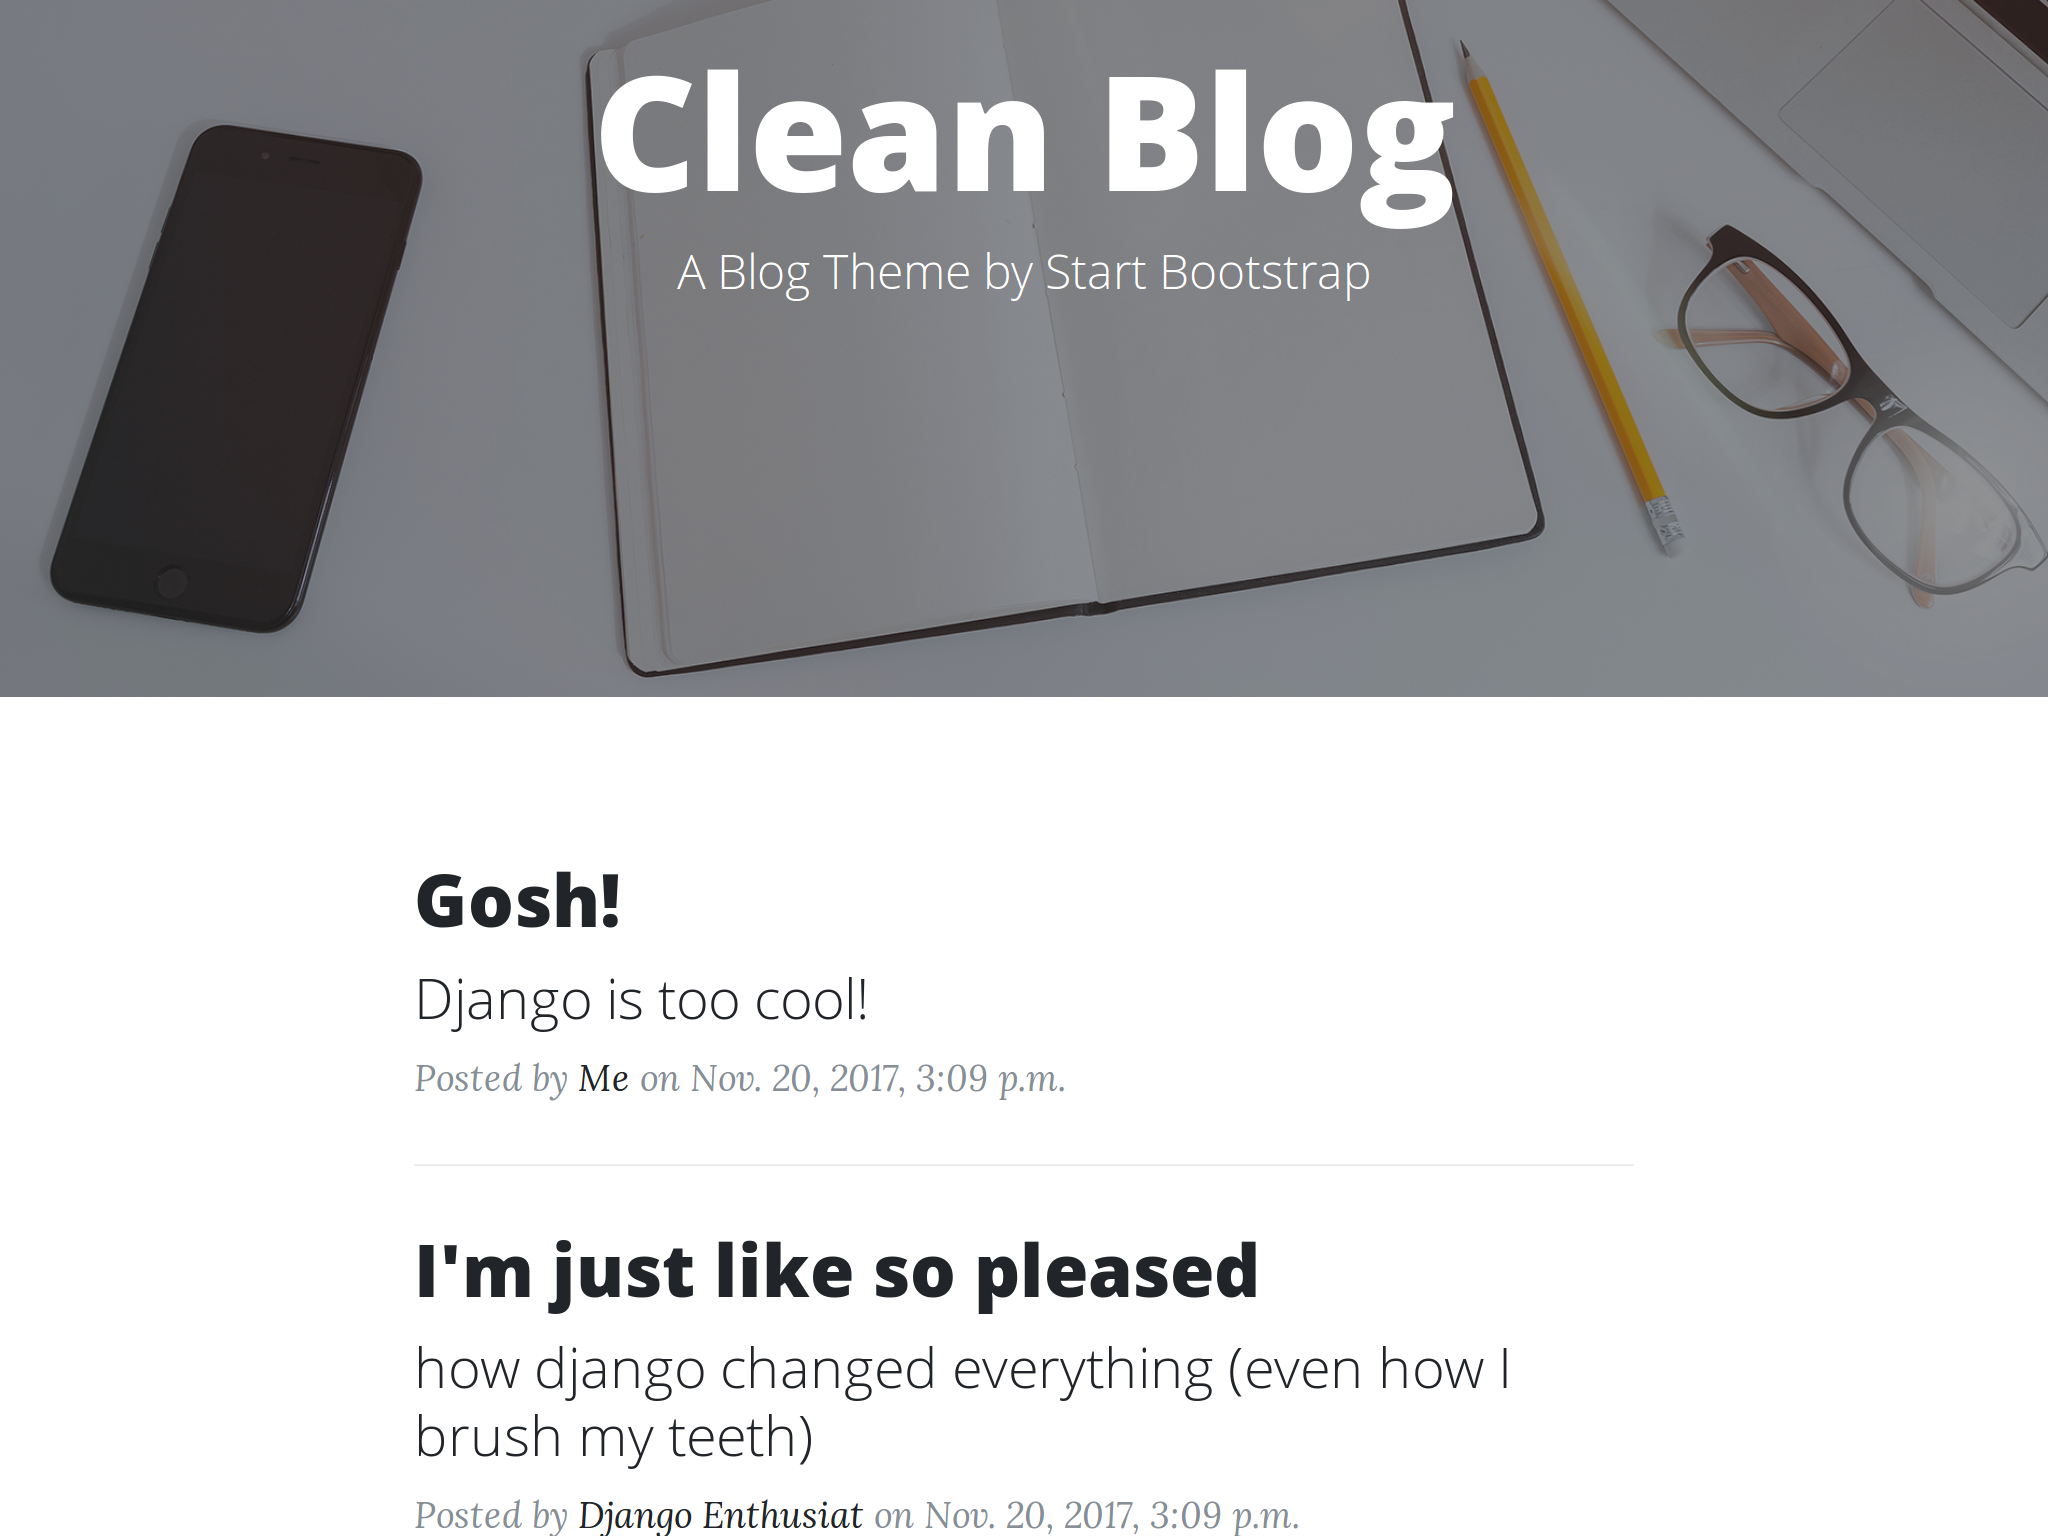 Clean Blog
A Blog Theme by Start Bootstrap
Gosh!
Django is too cool!
Posted by Me on Nov. 20, 2017, 3:09 p.m.
I'm just like so pleased
how django changed everything (even how I
brush my teeth)
Posted by Django Enthusiat on Nov. 20, 2017, 3:09 p.m.